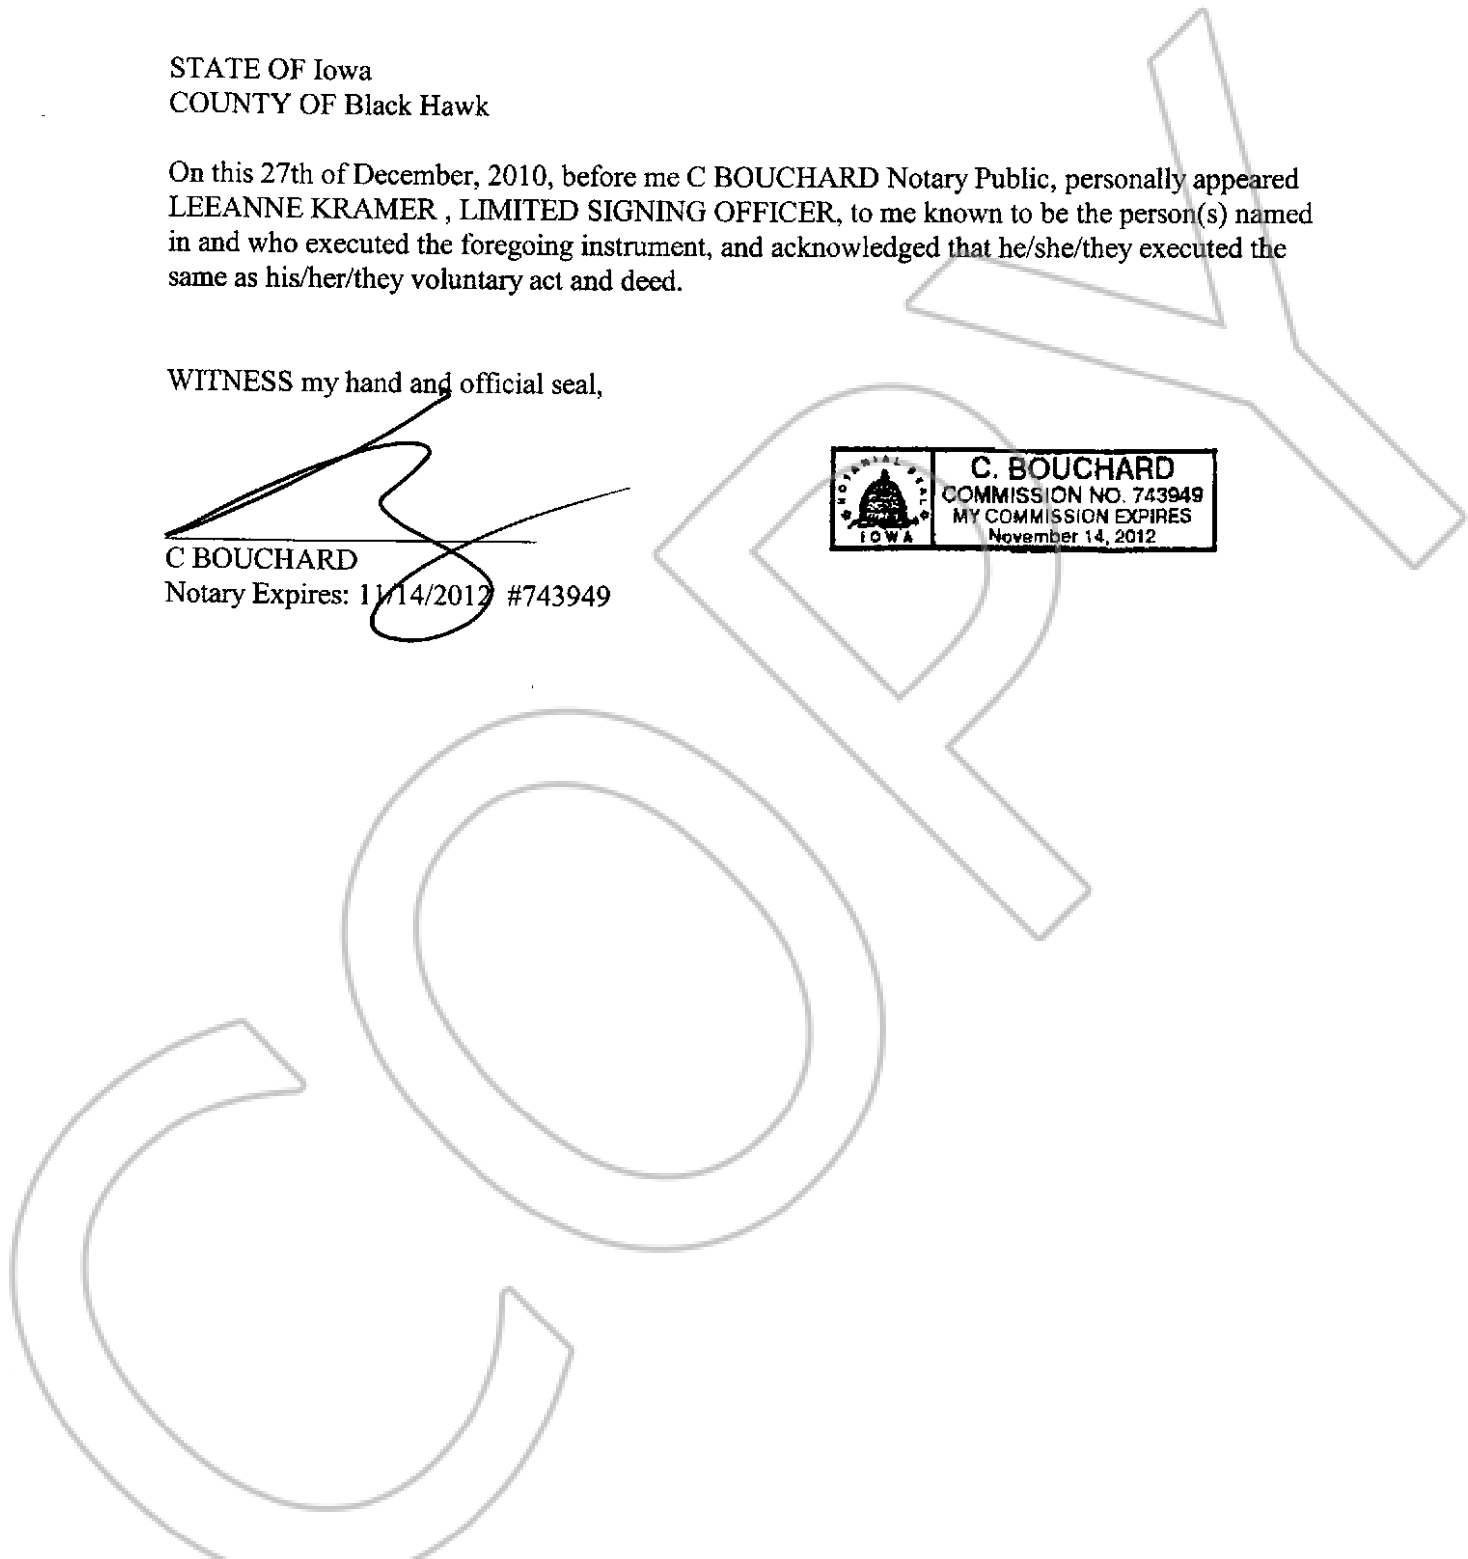 STATE OF Iowa
COUNTY OF Black Hawk
On this 27th of December, 2010, before me C BOUCHARD Notary Public, personally appeared
LEEANNE KRAMER , LIMITED SIGNING OFFICER, to me known to be the person(s) named
in and who executed the foregoing instrument, and acknowledged that he/she/they executed the
same as his/her/they voluntary act and deed.
WITNESS my hand and official seal,
C BOUCHARD
Notary Expires: 11/14/2012 #743949
NOTARIAL SEAL
IOWA
C. BOUCHARD
COMMISSION NO. 743949
MY COMMISSION EXPIRES
November 14, 2012
COPY